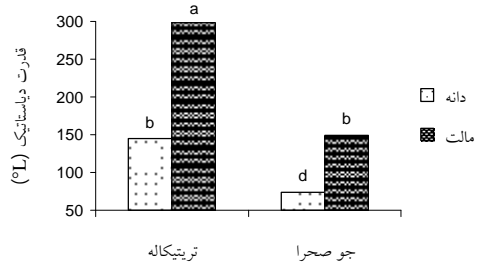 قدرت دیاستاتیک (°L)
300
250
200
150
100
50
a
b
b
d
دانه
مالت
تریتیکاله
جو صحرا